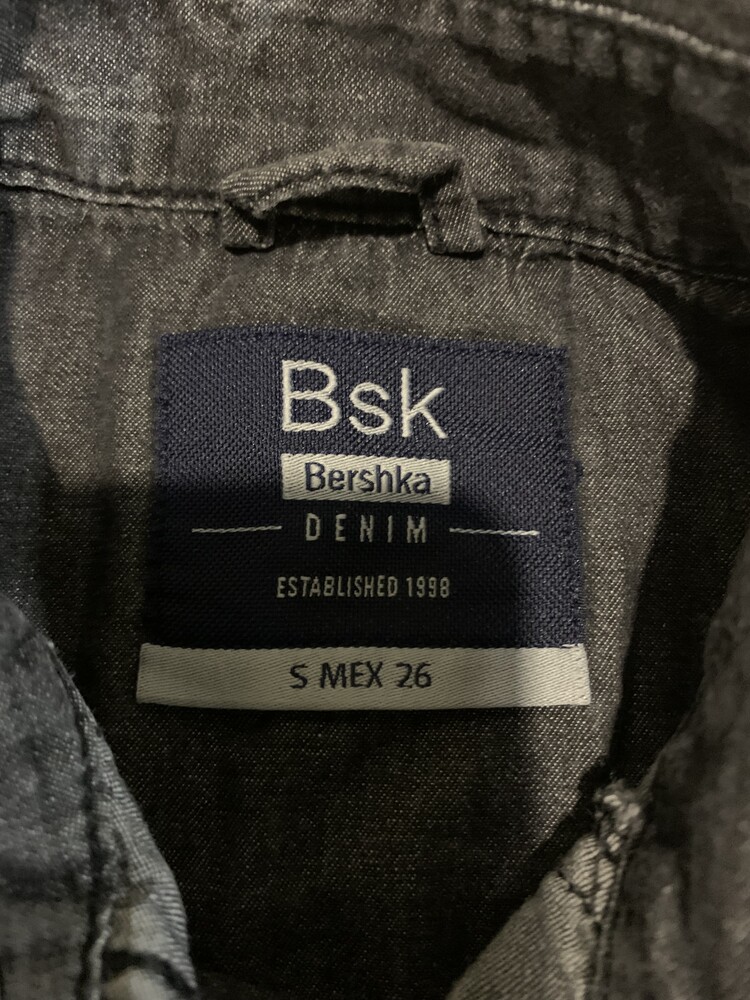 Bsk
Bershka
DENIM
ESTABLISHED 1998
S MEX 26